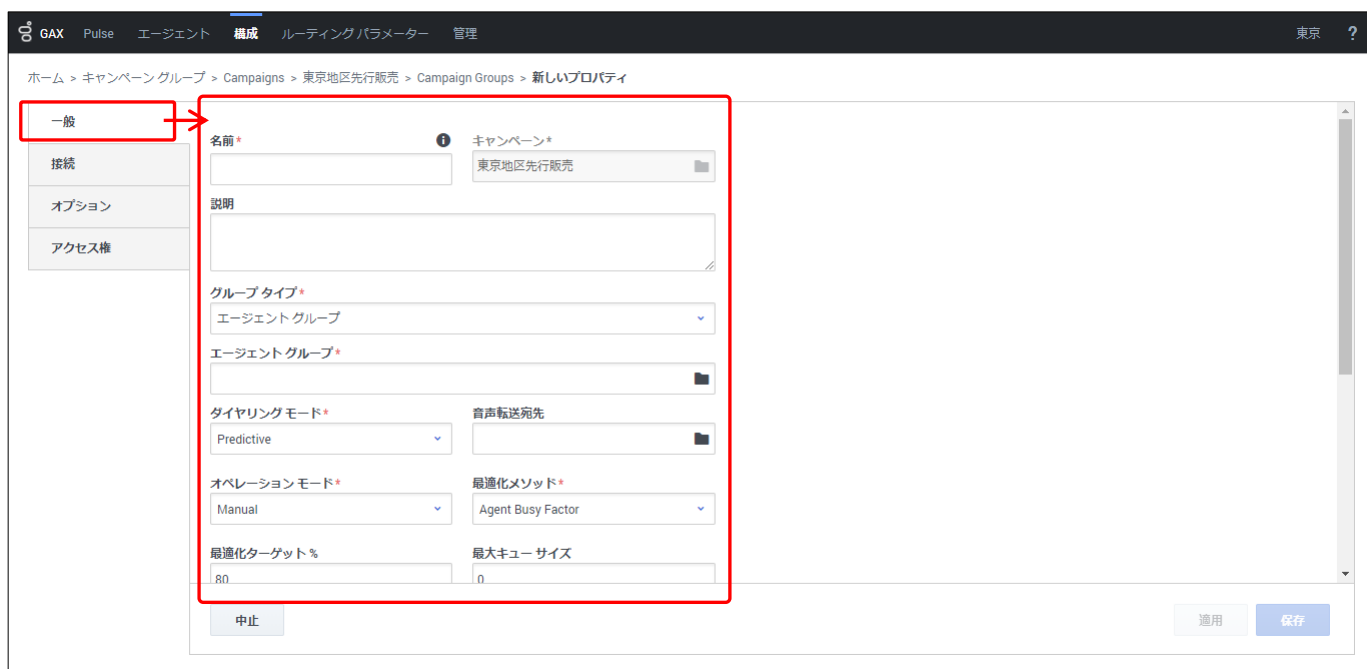 GAX Pulse エージェント 構成 ルーティング パラメーター 管理 東京 ?
ホーム > キャンペーン グループ > Campaigns > 東京地区先行販売 > Campaign Groups > 新しいプロパティ
一般
接続
オプション
アクセス権
名前* キャンペーン*
東京地区先行販売
説明
グループ タイプ*
エージェント グループ
エージェント グループ*
ダイヤリング モード* 音声転送宛先
Predictive
オペレーション モード* 最適化メソッド*
Manual Agent Busy Factor
最適化ターゲット % 最大キュー サイズ
80 0
中止 適用 保存